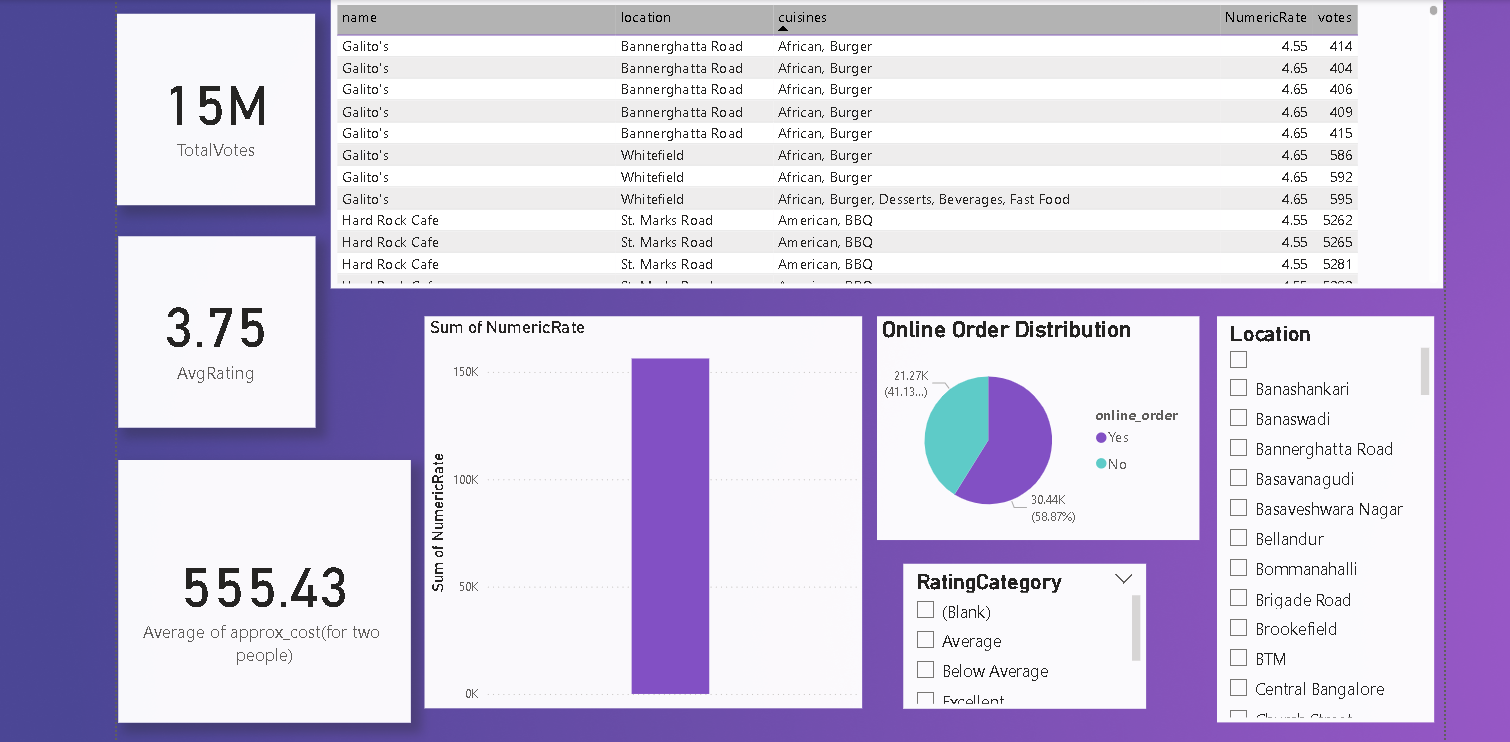 15M
TotalVotes
3.75
AvgRating
555.43
Average of approx_cost(for two
people)
name location cuisines NumericRate votes
Galito's Bannerghatta Road African, Burger 4.55 414
Galito's Bannerghatta Road African, Burger 4.65 404
Galito's Bannerghatta Road African, Burger 4.65 406
Galito's Bannerghatta Road African, Burger 4.65 409
Galito's Bannerghatta Road African, Burger 4.65 415
Galito's Whitefield African, Burger 4.65 586
Galito's Whitefield African, Burger 4.65 592
Galito's Whitefield African, Burger, Desserts, Beverages, Fast Food 4.65 595
Hard Rock Cafe St. Marks Road American, BBQ 4.55 5262
Hard Rock Cafe St. Marks Road American, BBQ 4.55 5265
Hard Rock Cafe St. Marks Road American, BBQ 4.55 5281
Sum of NumericRate
Sum of NumericRate
150K
100K
50K
0K
Online Order Distribution
21.27K
(41.13...)
30.44K
(58.87%)
online_order
Yes
No
RatingCategory
(Blank)
Average
Below Average
Excellent
Location
Banashankari
Banaswadi
Bannerghatta Road
Basavanagudi
Basaveshwara Nagar
Bellandur
Bommanahalli
Brigade Road
Brookefield
BTM
Central Bangalore